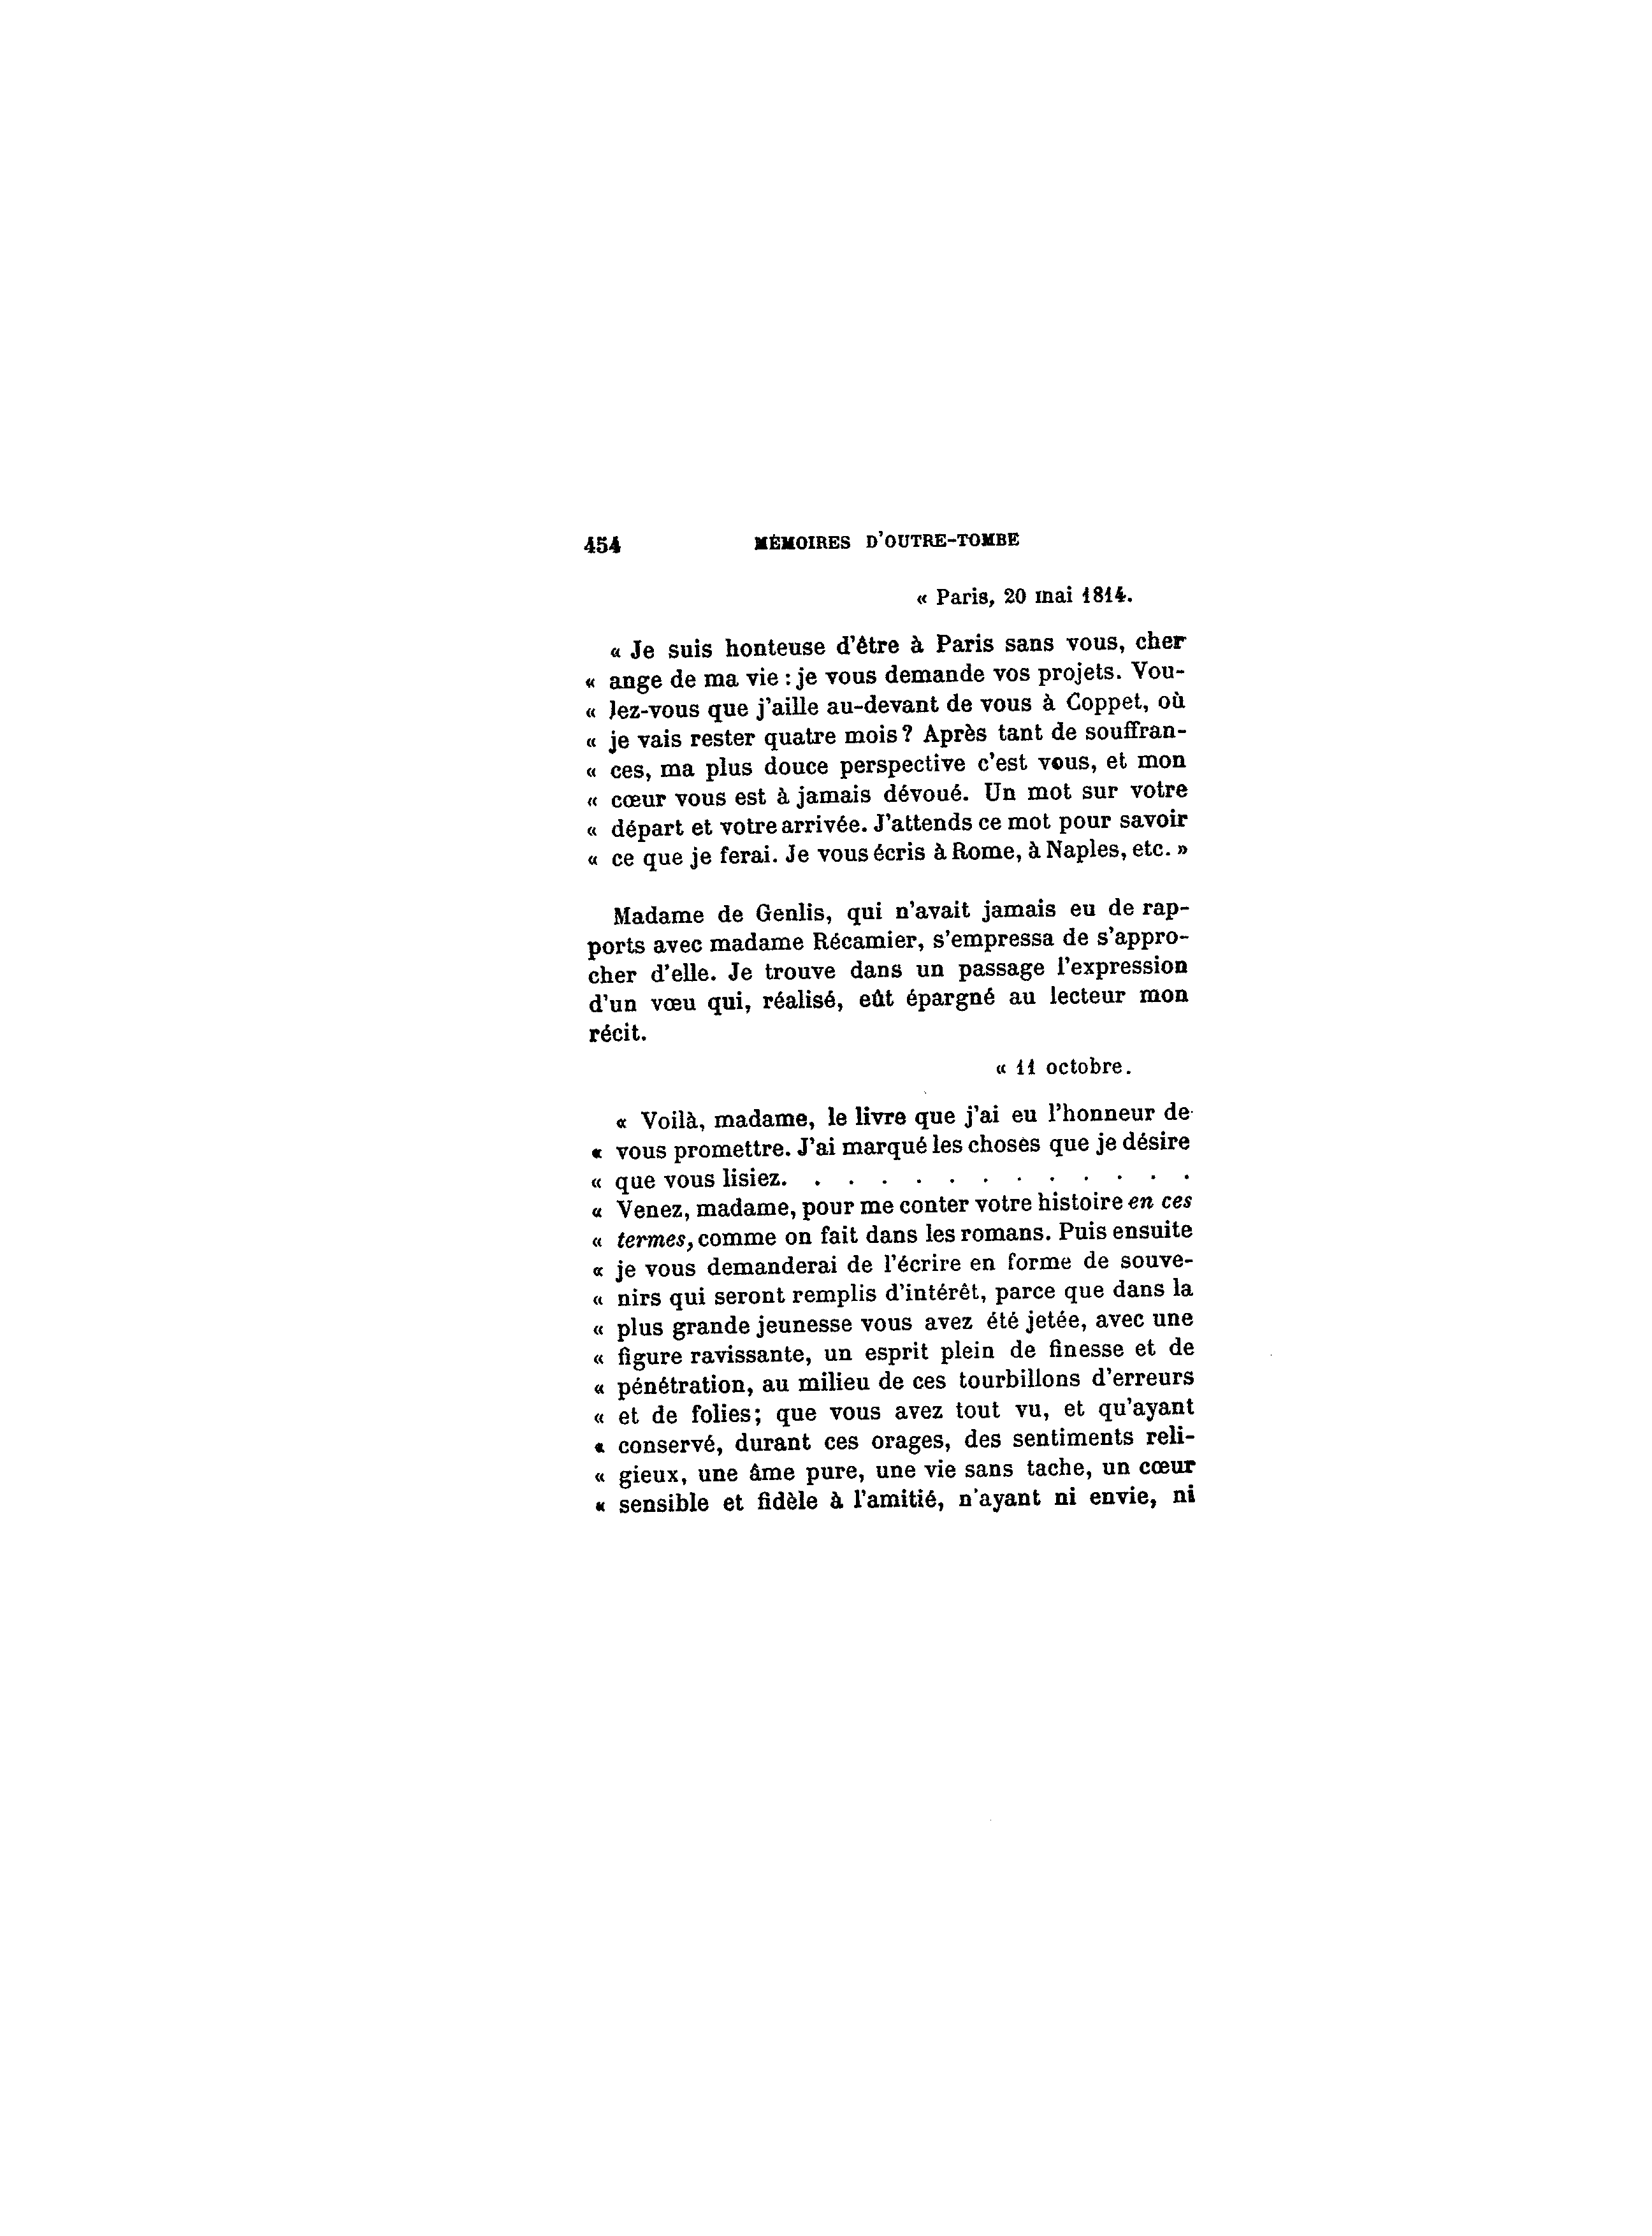 454 MÉMOIRES D'OUTRE-TOMBE
« Paris, 20 mai 1814.
« Je suis honteuse d'être à Paris sans vous, cher
« ange de ma vie : je vous demande vos projets. Vou-
« lez-vous que j'aille au-devant de vous à Coppet, où
« je vais rester quatre mois ? Après tant de souffran-
« ces, ma plus douce perspective c'est vous, et mon
« cœur vous est à jamais dévoué. Un mot sur votre
« départ et votre arrivée. J'attends ce mot pour savoir
« ce que je ferai. Je vous écris à Rome, à Naples, etc. »
Madame de Genlis, qui n'avait jamais eu de rap-
ports avec madame Récamier, s'empressa de s'appro-
cher d'elle. Je trouve dans un passage l'expression
d'un vœu qui, réalisé, eût épargné au lecteur mon
récit.
« 11 octobre.
« Voilà, madame, le livre que j'ai eu l'honneur de
« vous promettre. J'ai marqué les choses que je désire
« que vous lisiez. . . . . . . . . . . . .
« Venez, madame, pour me conter votre histoire en ces
« termes, comme on fait dans les romans. Puis ensuite
« je vous demanderai de l'écrire en forme de souve-
« nirs qui seront remplis d'intérêt, parce que dans la
« plus grande jeunesse vous avez été jetée, avec une
« figure ravissante, un esprit plein de finesse et de
« pénétration, au milieu de ces tourbillons d'erreurs
« et de folies; que vous avez tout vu, et qu'ayant
« conservé, durant ces orages, des sentiments reli-
« gieux, une âme pure, une vie sans tache, un cœur
« sensible et fidèle à l'amitié, n'ayant ni envie, ni